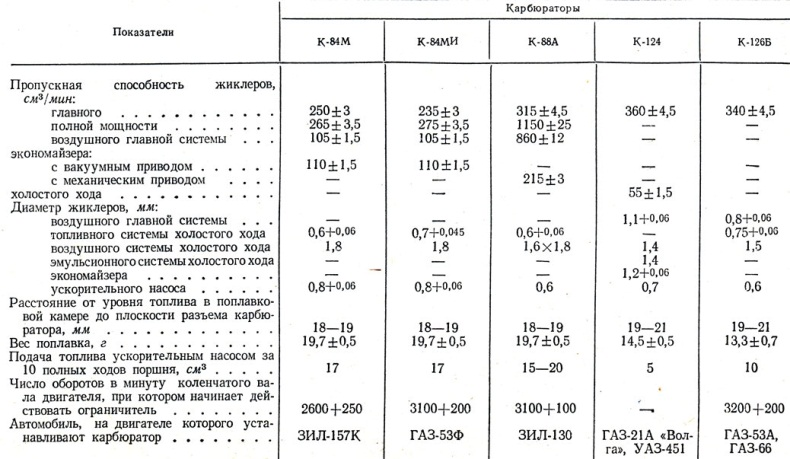 Показатели
Карбюраторы
К-84М К-84МИ К-88А К-124 К-126Б
Пропускная способность жиклеров,
см³/мин:
главного . . . . . . . . . . . . 250±3 235±3 315±4,5 360±4,5 340±4,5
полной мощности . . . . . . . . 265±3,5 275±3,5 1150±25 — —
воздушного главной системы . . . 105±1,5 105±1,5 860±12 — —
экономайзера:
с вакуумным приводом . . . . . . 110±1,5 110±1,5 — — —
с механическим приводом . . . . — — 215±3 — —
холостого хода . . . . . . . . . . . — — — 55±1,5 —
Диаметр жиклеров, мм:
воздушного главной системы . . . — — — 1,1+0,06 0,8+0,06
топливного системы холостого хода 0,6+0,06 0,7+0,045 0,6+0,06 — 0,75+0,06
воздушного системы холостого хода 1,8 1,8 1,6×1,8 1,4 1,5
эмульсионного системы холостого хода — — — 1,4 —
экономайзера . . . . . . . . . . — — — 1,2+0,06 —
ускорительного насоса . . . . . . 0,8+0,06 0,8+0,06 0,6 0,7 0,6
Расстояние от уровня топлива в поплавко-
вой камере до плоскости разъема карбю-
ратора, мм . . . . . . . . . . . . 18—19 18—19 18—19 19—21 19—21
Вес поплавка, г . . . . . . . . . . . 19,7±0,5 19,7±0,5 19,7±0,5 14,5±0,5 13,3±0,7
Подача топлива ускорительным насосом за
10 полных ходов поршня, см³ . . . . . 17 17 15—20 5 10
Число оборотов в минуту коленчатого ва-
ла двигателя, при котором начинает дей-
ствовать ограничитель . . . . . . . . 2600+250 3100+200 3100+100 — 3200+200
Автомобиль, на двигателе которого уста-
навливают карбюратор . . . . . . . . ЗИЛ-157К ГАЗ-53Ф ЗИЛ-130 ГАЗ-21А «Вол- ГАЗ-53А,
га», УАЗ-451 ГАЗ-66